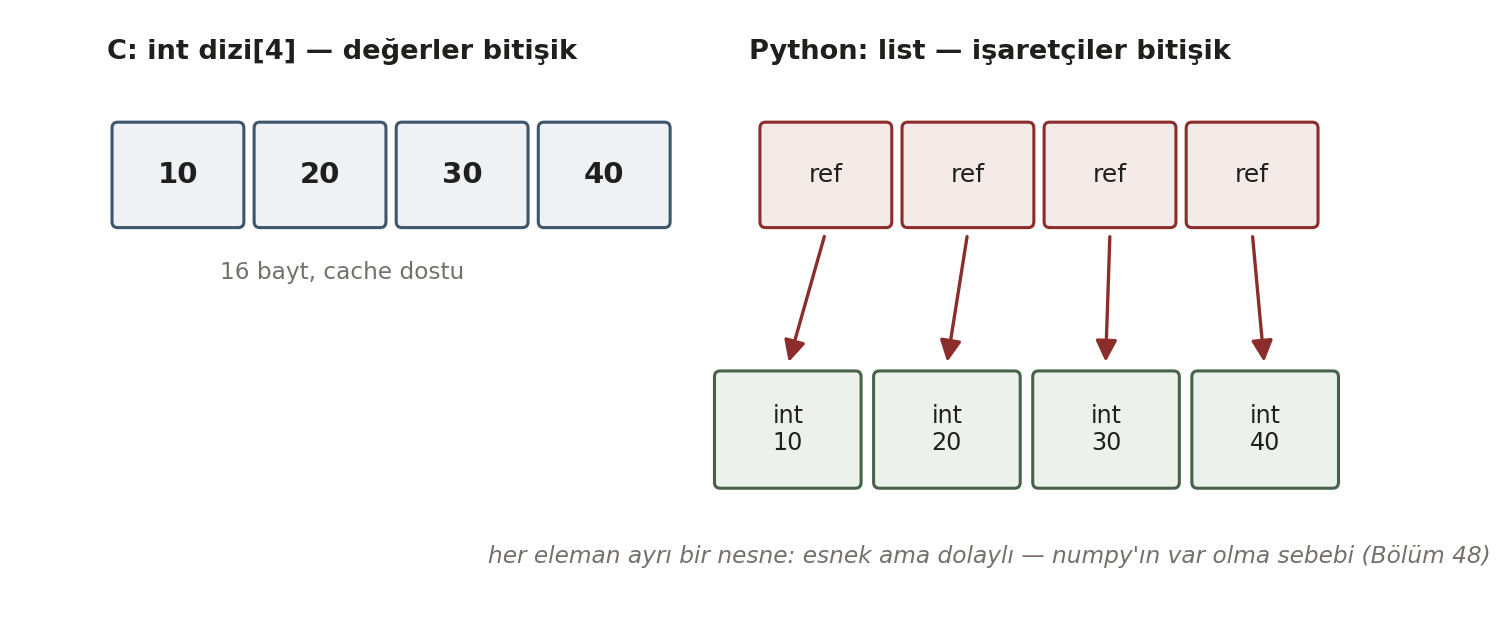 C: int dizi[4] — değerler bitişik
Python: list — işaretçiler bitişik
10 20 30 40
ref ref ref ref
16 bayt, cache dostu
int int int int
10 20 30 40
her eleman ayrı bir nesne: esnek ama dolaylı — numpy'ın var olma sebebi (Bölüm 48)